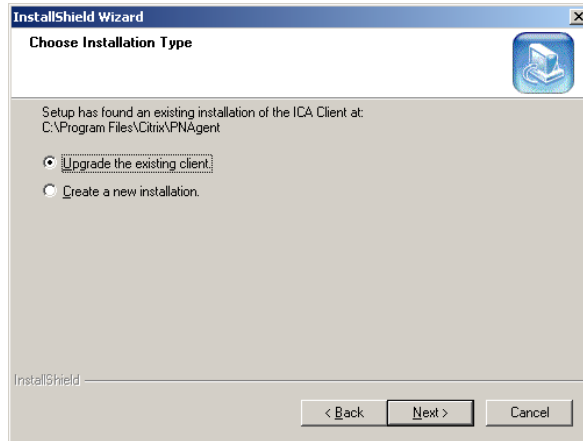 InstallShield Wizard
Choose Installation Type
Setup has found an existing installation of the ICA Client at:
C:\Program Files\Citrix\PNAgent
Upgrade the existing client.
Create a new installation.
InstallShield
< Back Next > Cancel